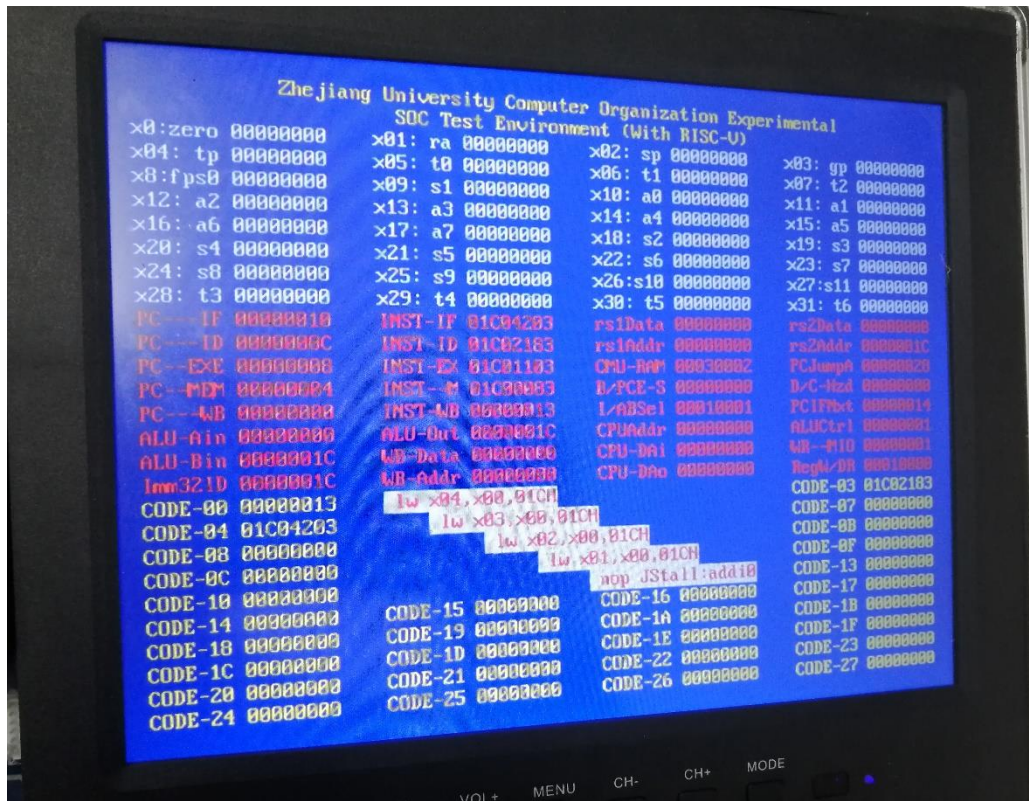 Zhejiang University Computer Organization Experimental
SOC Test Environment (With RISC-V)
x0:zero 00000000 x01: ra 00000000 x02: sp 00000000 x03: gp 00000000
x04: tp 00000000 x05: t0 00000000 x06: t1 00000000 x07: t2 00000000
x8:fps0 00000000 x09: s1 00000000 x10: a0 00000000 x11: a1 00000000
x12: a2 00000000 x13: a3 00000000 x14: a4 00000000 x15: a5 00000000
x16: a6 00000000 x17: a7 00000000 x18: s2 00000000 x19: s3 00000000
x20: s4 00000000 x21: s5 00000000 x22: s6 00000000 x23: s7 00000000
x24: s8 00000000 x25: s9 00000000 x26:s10 00000000 x27:s11 00000000
x28: t3 00000000 x29: t4 00000000 x30: t5 00000000 x31: t6 00000000
PC---IF 00000010 INST-IF 01C04203 rs1Data 00000000 rs2Data 00000000
PC---ID 0000000C INST-ID 01C02183 rs1Addr 00000000 rs2Addr 0000001C
PC--EXE 00000008 INST-EX 01C01103 CMU-RAM 00030002 PCJumpA 00000028
PC--MEM 00000004 INST--M 01C00083 B/PCE-S 00000000 D/C-Hzd 00000000
PC---WB 00000000 INST-WB 00000013 I/ABSel 00010001 PCIFNxt 00000014
ALU-Ain 00000000 ALU-Out 0000001C CPUAddr 00000000 ALUCtrl 00000001
ALU-Bin 0000001C WB-Data 00000000 CPU-DAi 00000000 WR--MIO 00000001
Imm32ID 0000001C WB-Addr 00000000 CPU-DAo 00000000 RegW/DR 00010000
CODE-00 00000013 lw x04,x00,01CH CODE-03 01C02183
CODE-04 01C04203 lw x03,x00,01CH CODE-07 00000000
CODE-08 00000000 lw x02,x00,01CH CODE-0B 00000000
CODE-0C 00000000 lw x01,x00,01CH CODE-0F 00000000
CODE-10 00000000 nop JStall:addi0 CODE-13 00000000
CODE-14 00000000 CODE-15 00000000 CODE-16 00000000 CODE-17 00000000
CODE-18 00000000 CODE-19 00000000 CODE-1A 00000000 CODE-1B 00000000
CODE-1C 00000000 CODE-1D 00000000 CODE-1E 00000000 CODE-1F 00000000
CODE-20 00000000 CODE-21 00000000 CODE-22 00000000 CODE-23 00000000
CODE-24 00000000 CODE-25 00000000 CODE-26 00000000 CODE-27 00000000
VOL+ MENU CH- CH+ MODE